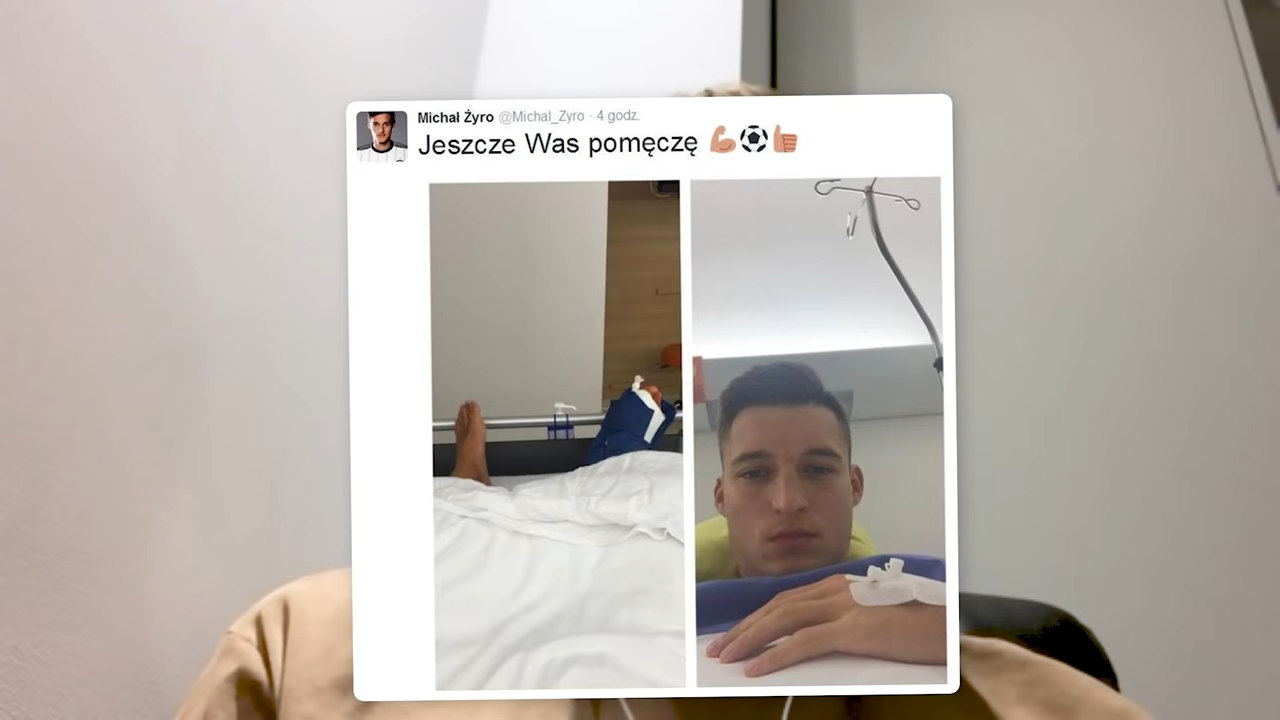 Michał Żyro @Michal_Zyro · 4 godz.
Jeszcze Was pomęczę 💪⚽👍